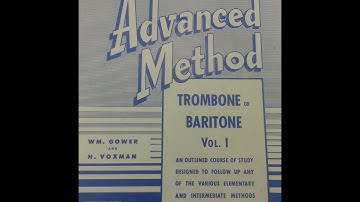 Advanced
Method
TROMBONE OR
BARITONE
VOL. I
WM. GOWER
AND
H. VOXMAN
AN OUTLINED COURSE OF STUDY
DESIGNED TO FOLLOW UP ANY
OF THE VARIOUS ELEMENTARY
AND INTERMEDIATE METHODS